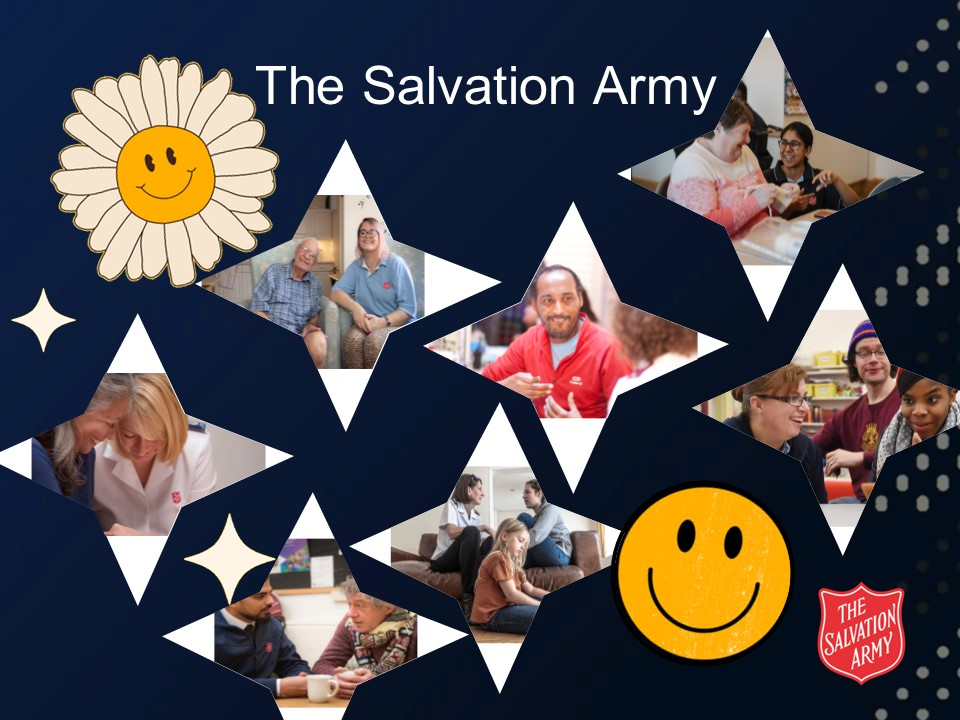 The Salvation Army
THE
SALVATION
ARMY